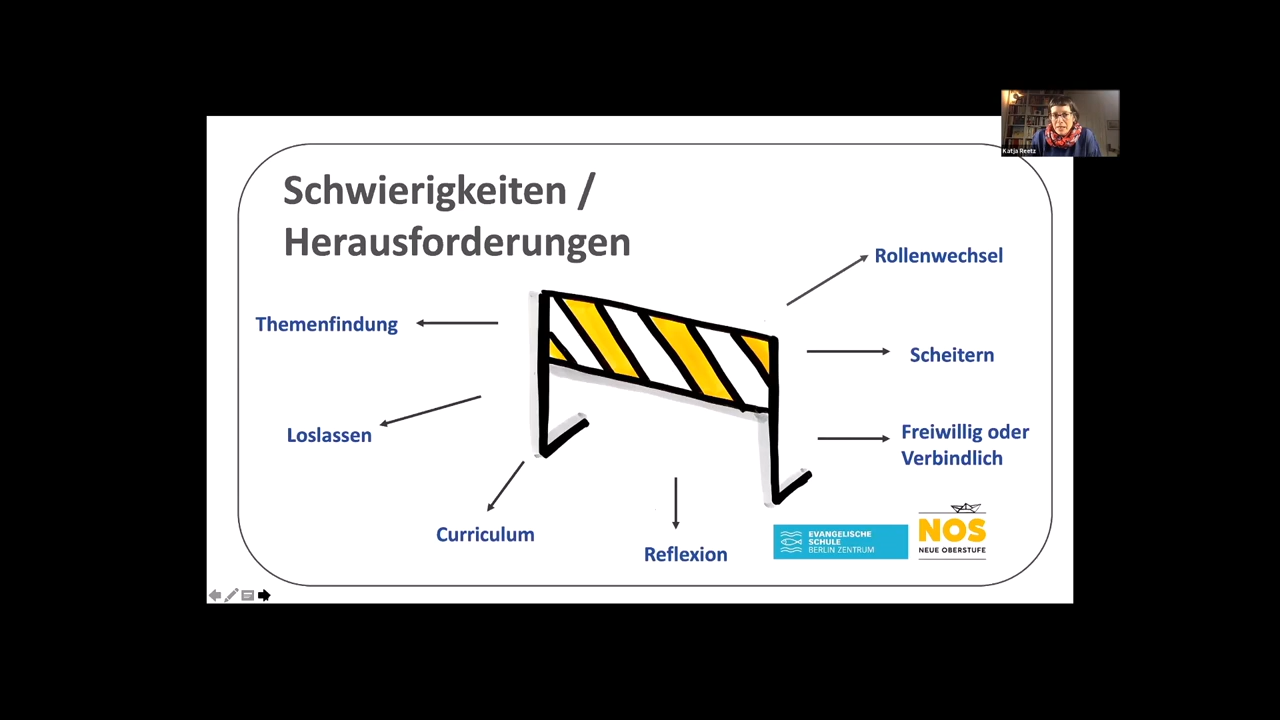 Katja Reetz
Schwierigkeiten /
Herausforderungen
Rollenwechsel
Themenfindung
Scheitern
Loslassen
Freiwillig oder
Verbindlich
Curriculum
Reflexion
EVANGELISCHE
SCHULE
BERLIN ZENTRUM
NOS
NEUE OBERSTUFE